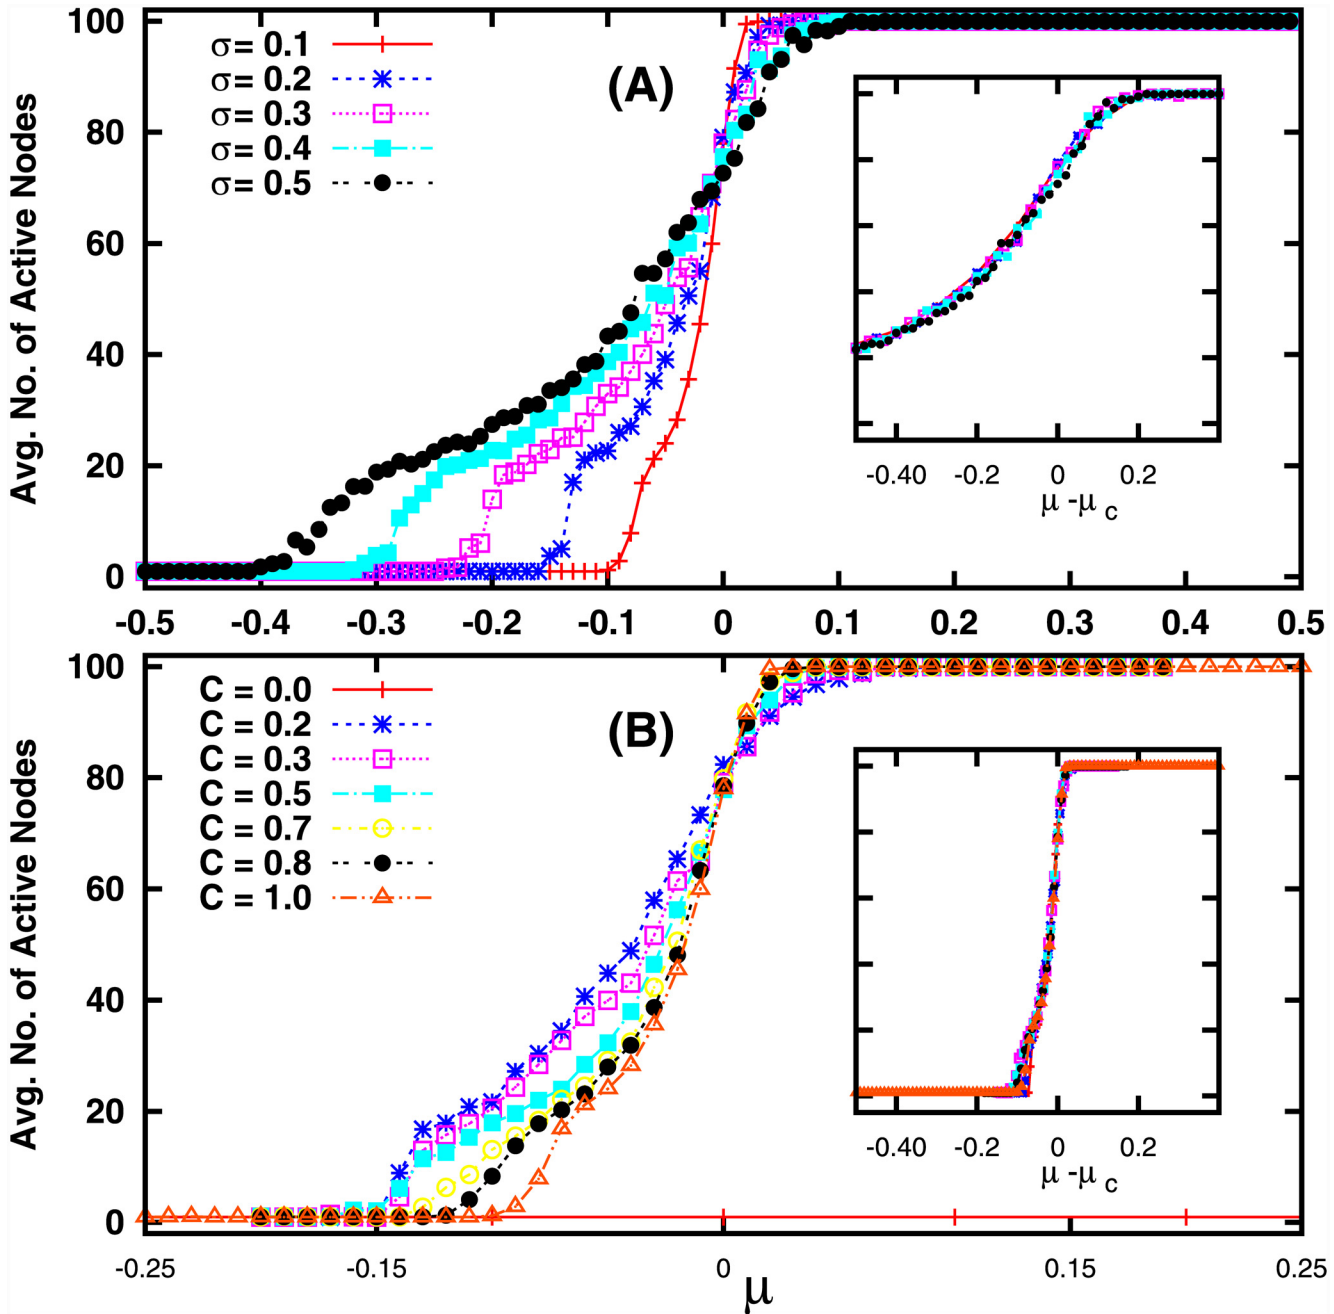 Avg. No. of Active Nodes
100
80
60
40
20
0
σ= 0.1
σ= 0.2
σ= 0.3
σ= 0.4
σ= 0.5
(A)
-0.40 -0.2 0 0.2
μ -μ c
-0.5 -0.4 -0.3 -0.2 -0.1 0 0.1 0.2 0.3 0.4 0.5
Avg. No. of Active Nodes
100
80
60
40
20
0
C = 0.0
C = 0.2
C = 0.3
C = 0.5
C = 0.7
C = 0.8
C = 1.0
(B)
-0.40 -0.2 0 0.2
μ -μ c
-0.25 -0.15 0 0.15 0.25
μ